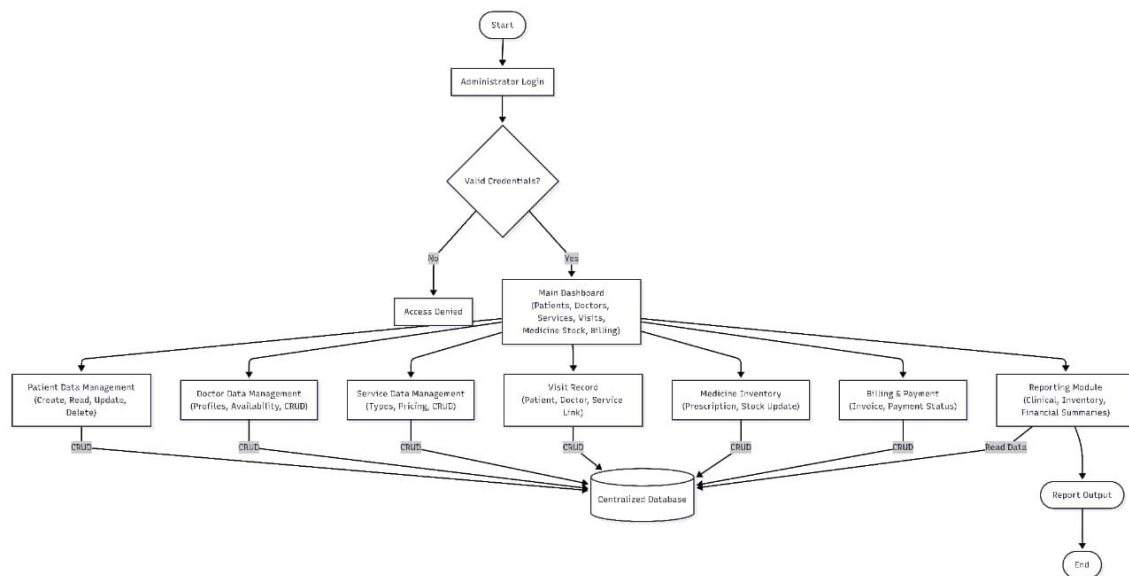 Start
Administrator Login
Valid Credentials?
No
Yes
Access Denied
Main Dashboard
(Patients, Doctors,
Services, Visits,
Medicine Stock, Billing)
Patient Data Management
(Create, Read, Update,
Delete)
Doctor Data Management
(Profiles, Availability, CRUD)
Service Data Management
(Types, Pricing, CRUD)
Visit Record
(Patient, Doctor, Service
Link)
Medicine Inventory
(Prescription, Stock Update)
Billing & Payment
(Invoice, Payment Status)
Reporting Module
(Clinical, Inventory,
Financial Summaries)
CRUD
CRUD
CRUD
CRUD
CRUD
CRUD
Read Data
Centralized Database
Report Output
End